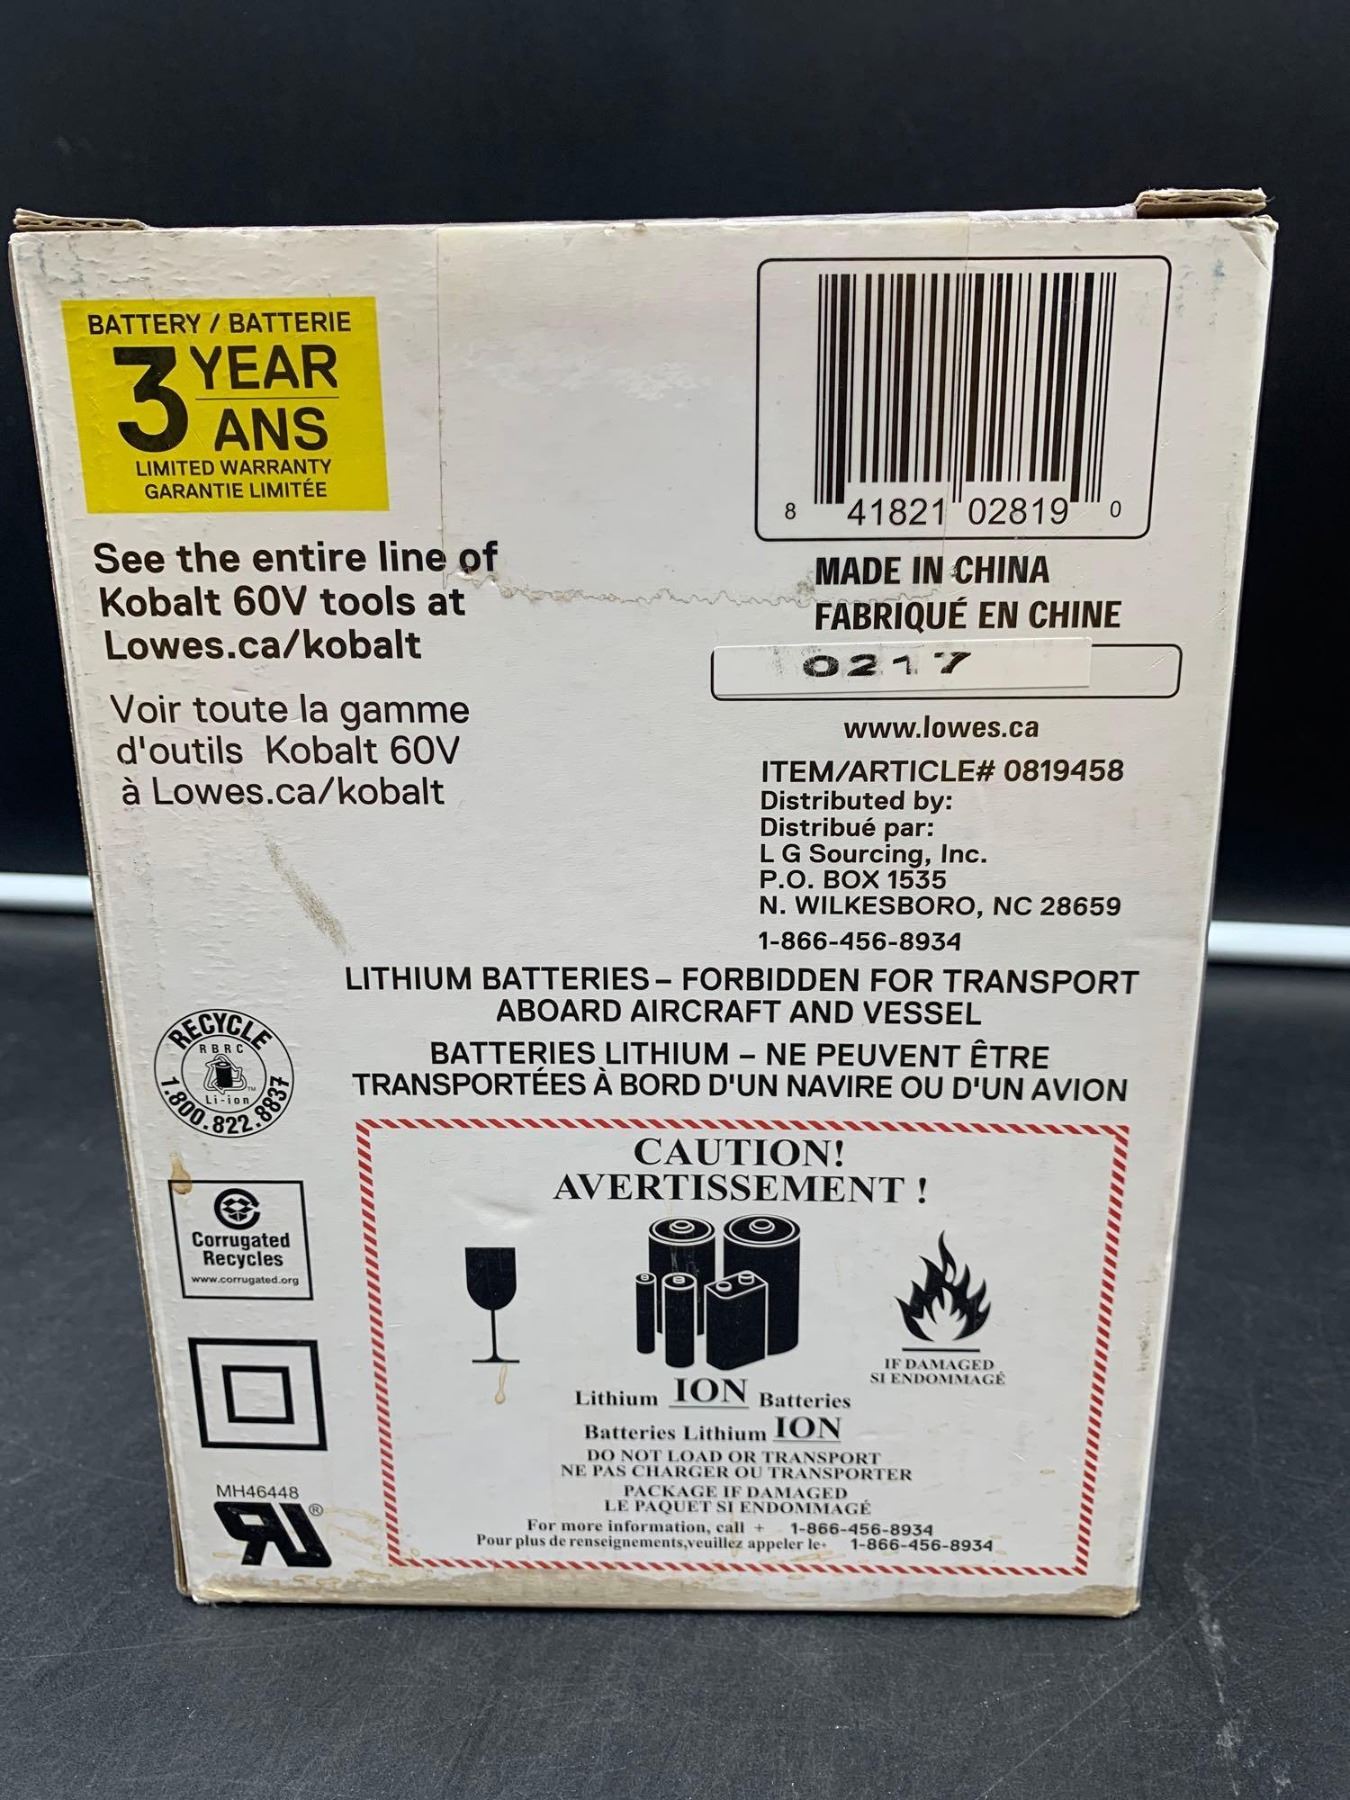 BATTERY / BATTERIE
3 YEAR
ANS
LIMITED WARRANTY
GARANTIE LIMITÉE
See the entire line of
Kobalt 60V tools at
Lowes.ca/kobalt
Voir toute la gamme
d'outils Kobalt 60V
à Lowes.ca/kobalt
8 41821 02819 0
MADE IN CHINA
FABRIQUÉ EN CHINE
0217
www.lowes.ca
ITEM/ARTICLE# 0819458
Distributed by:
Distribué par:
L G Sourcing, Inc.
P.O. BOX 1535
N. WILKESBORO, NC 28659
1-866-456-8934
LITHIUM BATTERIES – FORBIDDEN FOR TRANSPORT
ABOARD AIRCRAFT AND VESSEL
BATTERIES LITHIUM – NE PEUVENT ÊTRE
TRANSPORTÉES À BORD D'UN NAVIRE OU D'UN AVION
RECYCLE
RBRC
TM
Li-ion
1.800.822.8837
Corrugated
Recycles
www.corrugated.org
MH46448
RU®
CAUTION!
AVERTISSEMENT !
IF DAMAGED
SI ENDOMMAGÉ
Lithium ION Batteries
Batteries Lithium ION
DO NOT LOAD OR TRANSPORT
NE PAS CHARGER OU TRANSPORTER
PACKAGE IF DAMAGED
LE PAQUET SI ENDOMMAGÉ
For more information, call + 1-866-456-8934
Pour plus de renseignements,veuillez appeler le+ 1-866-456-8934